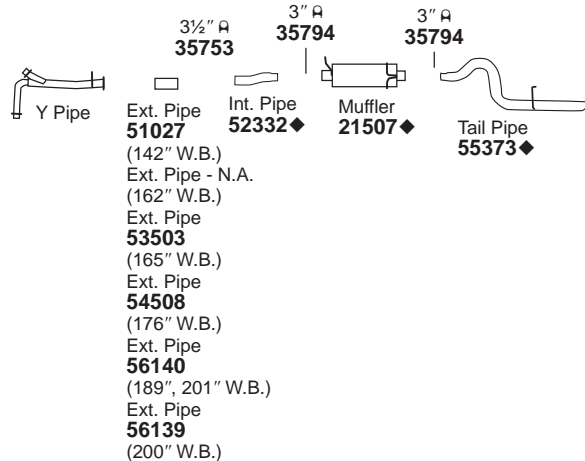 3½″
35753
3″
35794
3″
35794
Y Pipe
Ext. Pipe
51027
(142″ W.B.)
Ext. Pipe - N.A.
(162″ W.B.)
Ext. Pipe
53503
(165″ W.B.)
Ext. Pipe
54508
(176″ W.B.)
Ext. Pipe
56140
(189″, 201″ W.B.)
Ext. Pipe
56139
(200″ W.B.)
Int. Pipe
52332◆
Muffler
21507◆
Tail Pipe
55373◆